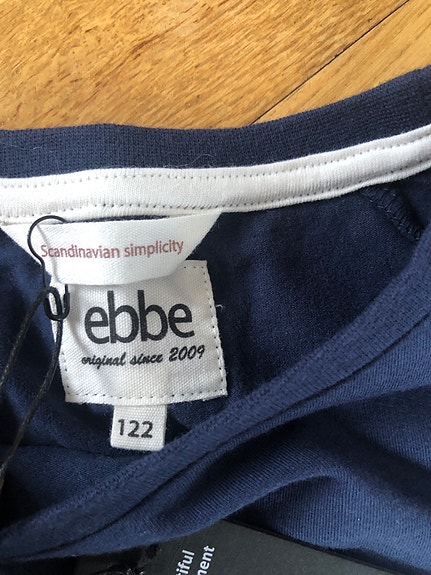 Scandinavian simplicity
ebbe
original since 2009
122